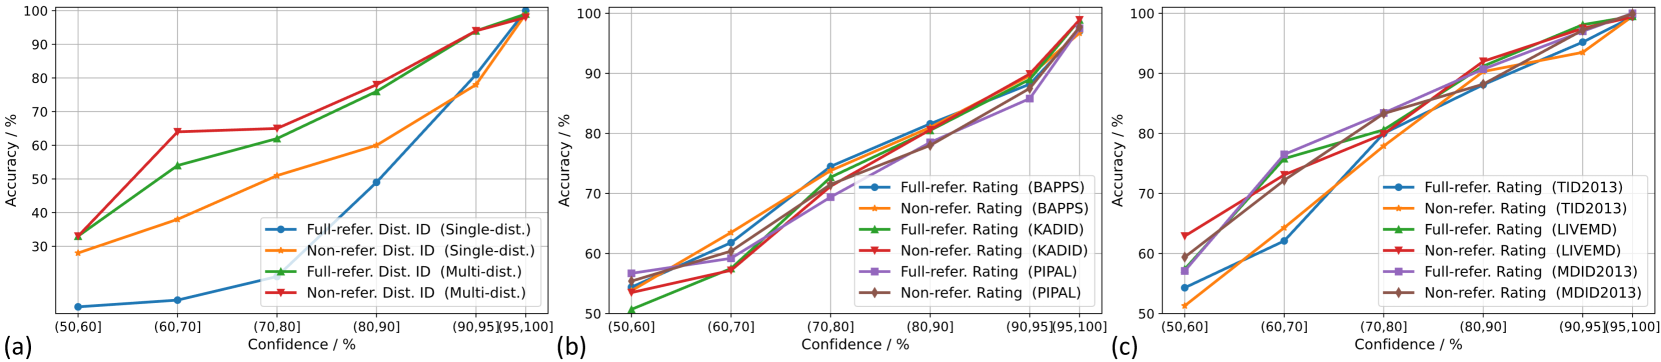 100
90
80
70
60
50
40
30
Accuracy / %
Full-refer. Dist. ID (Single-dist.)
Non-refer. Dist. ID (Single-dist.)
Full-refer. Dist. ID (Multi-dist.)
Non-refer. Dist. ID (Multi-dist.)
(50,60] (60,70] (70,80] (80,90] (90,95] (95,100]
Confidence / %
(a)
100
90
80
70
60
50
Accuracy / %
Full-refer. Rating (BAPPS)
Non-refer. Rating (BAPPS)
Full-refer. Rating (KADID)
Non-refer. Rating (KADID)
Full-refer. Rating (PIPAL)
Non-refer. Rating (PIPAL)
(50,60] (60,70] (70,80] (80,90] (90,95] (95,100]
Confidence / %
(b)
100
90
80
70
60
50
Accuracy / %
Full-refer. Rating (TID2013)
Non-refer. Rating (TID2013)
Full-refer. Rating (LIVEMD)
Non-refer. Rating (LIVEMD)
Full-refer. Rating (MDID2013)
Non-refer. Rating (MDID2013)
(50,60] (60,70] (70,80] (80,90] (90,95] (95,100]
Confidence / %
(c)